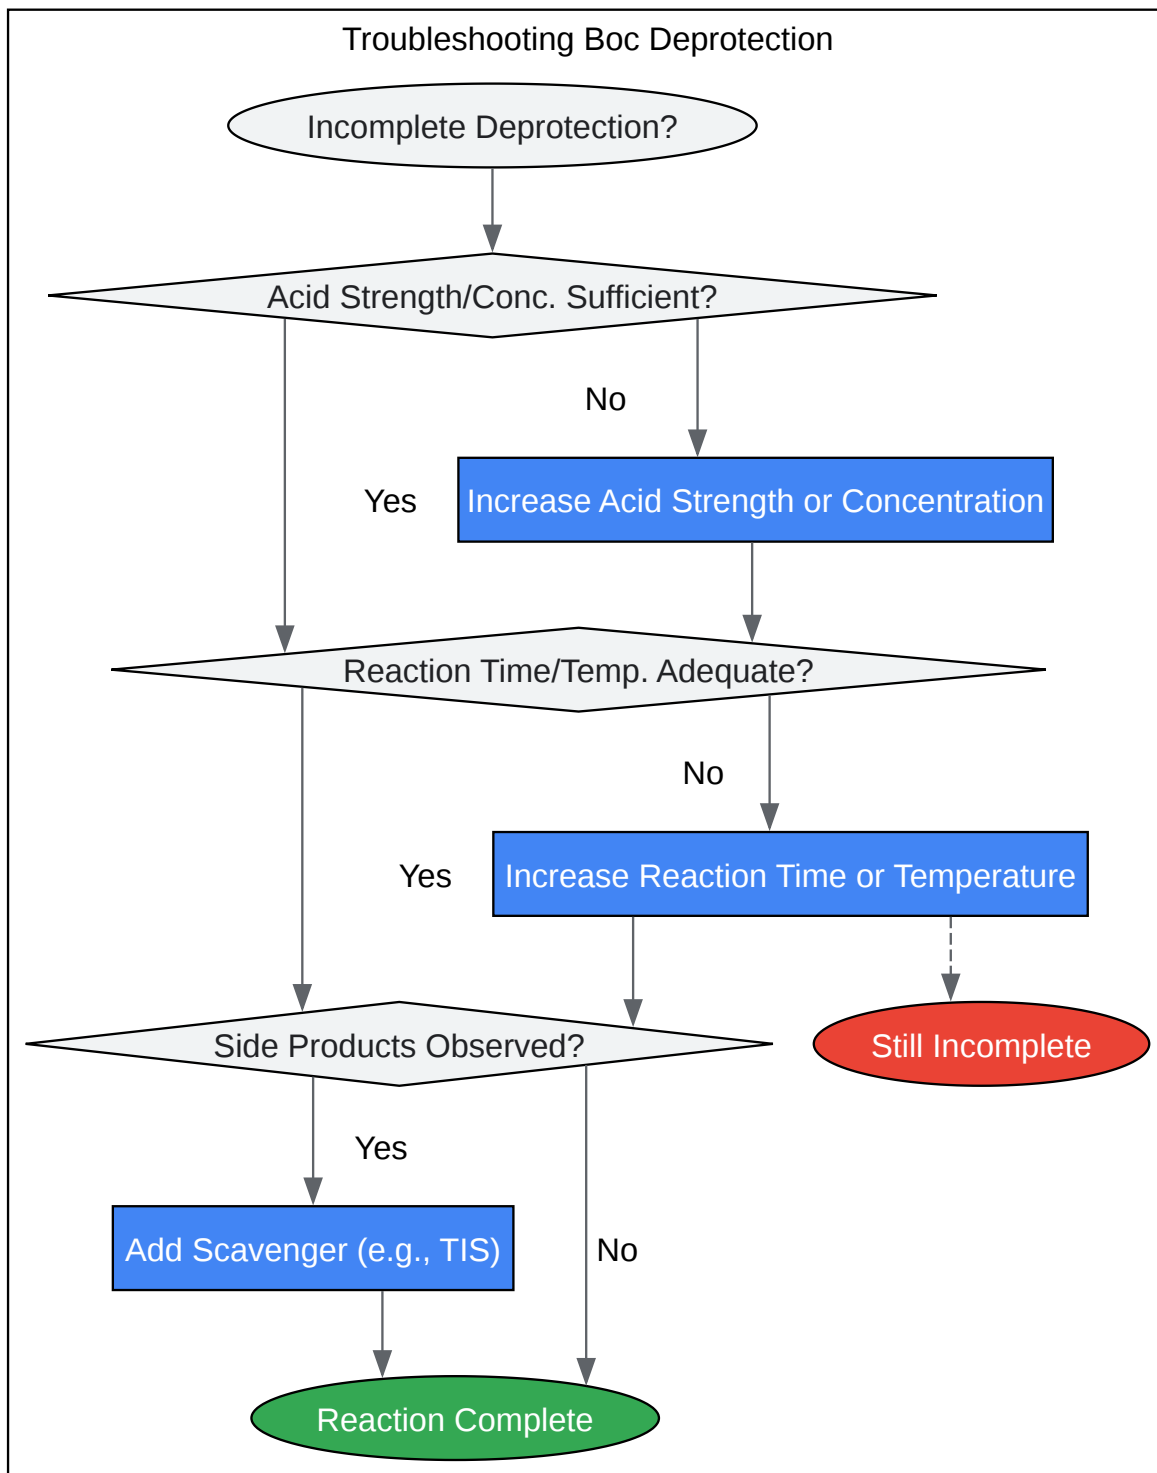 Troubleshooting Boc Deprotection
Incomplete Deprotection?
Acid Strength/Conc. Sufficient?
No
Yes
Increase Acid Strength or Concentration
Reaction Time/Temp. Adequate?
No
Yes
Increase Reaction Time or Temperature
Side Products Observed?
Still Incomplete
Yes
Add Scavenger (e.g., TIS)
No
Reaction Complete